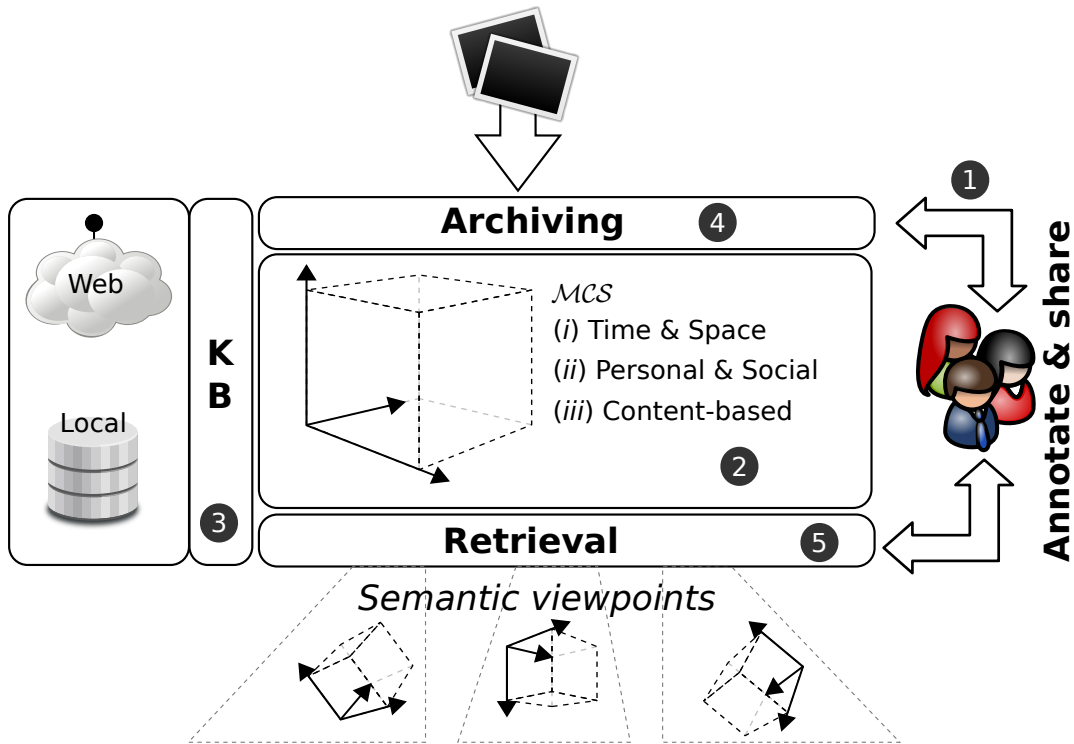 1
Archiving 4
Web
MCS
(i) Time & Space
(ii) Personal & Social
(iii) Content-based
K
B
Local
2
3
Annotate & share
Retrieval 5
Semantic viewpoints